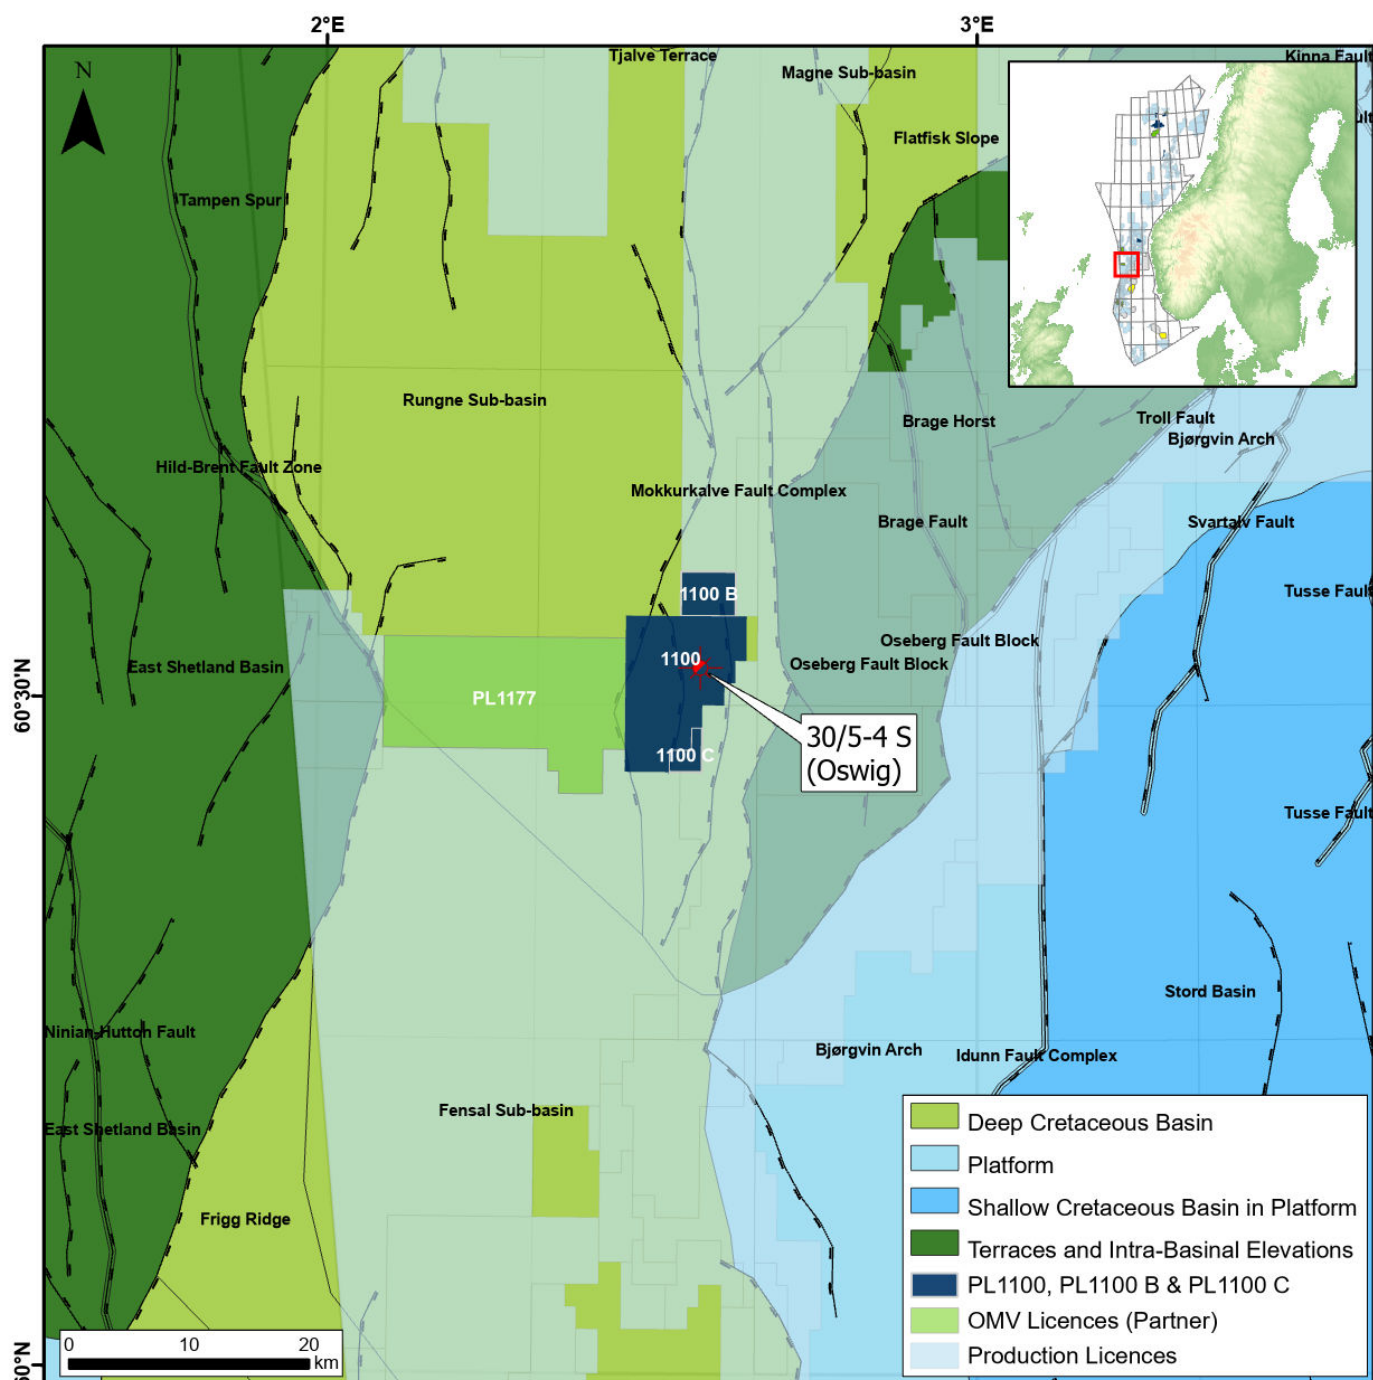 2°E
3°E
N
Tjalve Terrace
Magne Sub-basin
Kinna Fault
Flatfisk Slope
Tampen Spur
Rungne Sub-basin
Brage Horst
Troll Fault
Bjørgvin Arch
Hild-Brent Fault Zone
Mokkurkalve Fault Complex
Brage Fault
Svartalv Fault
1100 B
Tusse Fault
Oseberg Fault Block
1100
Oseberg Fault Block
East Shetland Basin
60°30'N
PL1177
30/5-4 S
(Oswig)
1100 C
Tusse Fault
Stord Basin
Ninian-Hutton Fault
Bjørgvin Arch
Idunn Fault Complex
Fensal Sub-basin
East Shetland Basin
Frigg Ridge
Deep Cretaceous Basin
Platform
Shallow Cretaceous Basin in Platform
Terraces and Intra-Basinal Elevations
PL1100, PL1100 B & PL1100 C
OMV Licences (Partner)
Production Licences
0 10 20
km